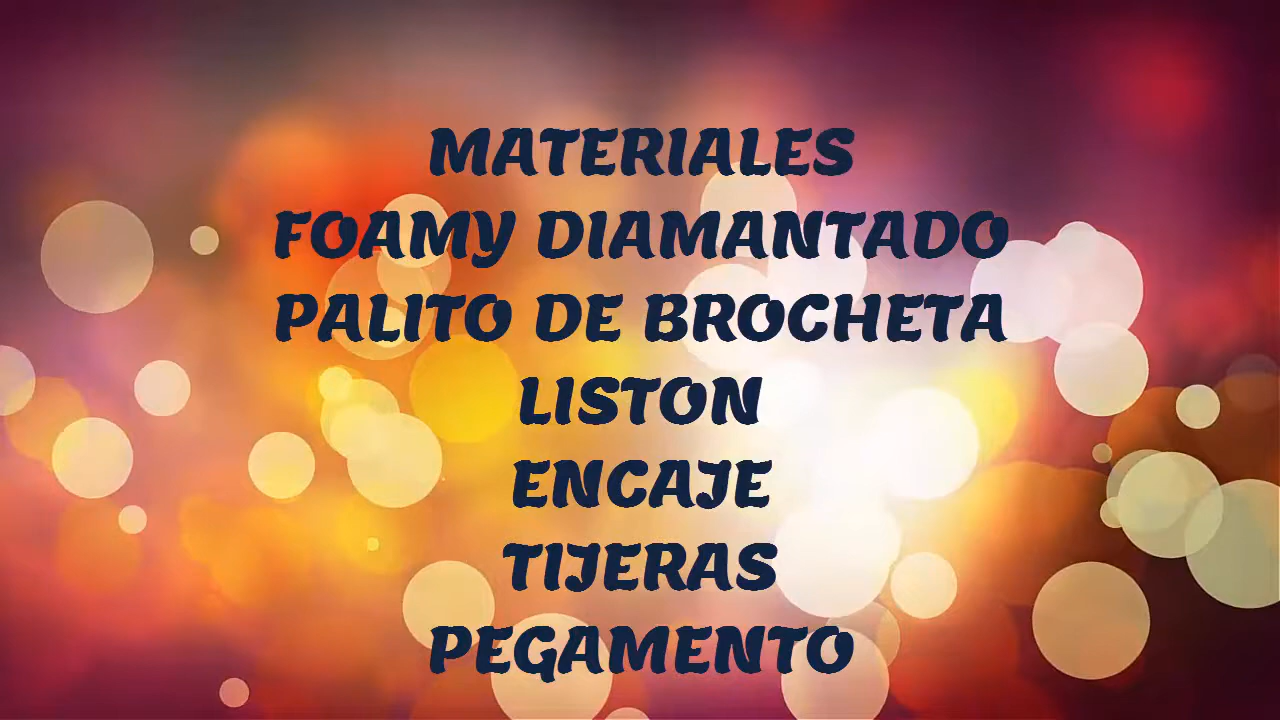 MATERIALES
FOAMY DIAMANTADO
PALITO DE BROCHETA
LISTON
ENCAJE
TIJERAS
PEGAMENTO